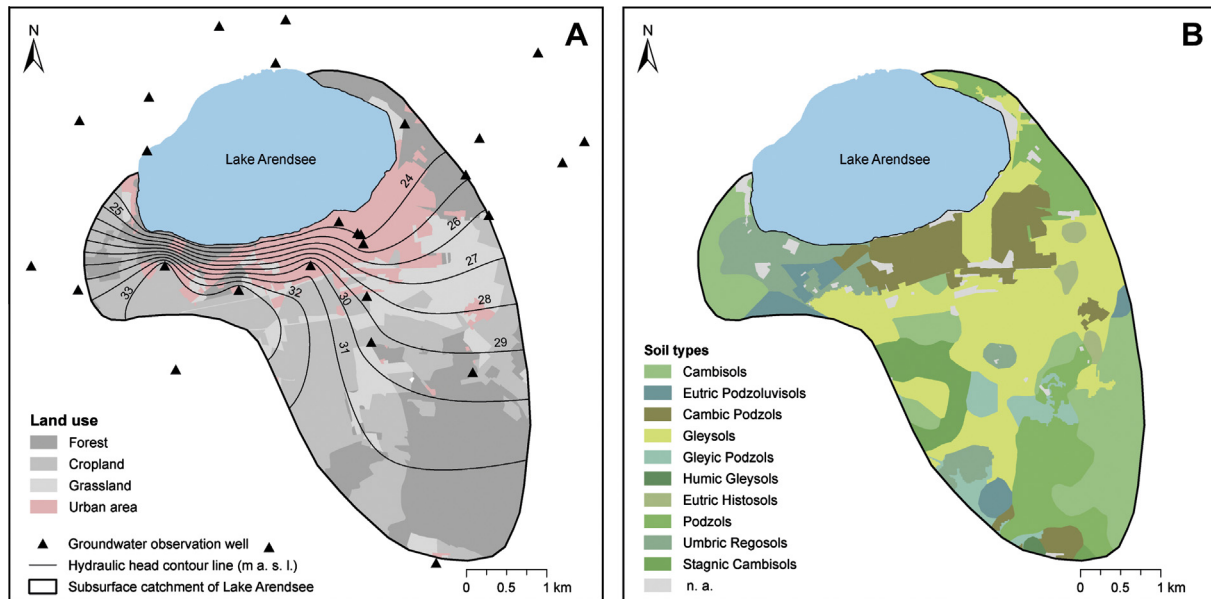 N
A
Lake Arendsee
24
25
26
27
28
29
30
31
32
33
Land use
Forest
Cropland
Grassland
Urban area
Groundwater observation well
Hydraulic head contour line (m a. s. l.)
Subsurface catchment of Lake Arendsee
0 0.5 1 km
N
B
Lake Arendsee
Soil types
Cambisols
Eutric Podzoluvisols
Cambic Podzols
Gleysols
Gleyic Podzols
Humic Gleysols
Eutric Histosols
Podzols
Umbric Regosols
Stagnic Cambisols
n. a.
0 0.5 1 km